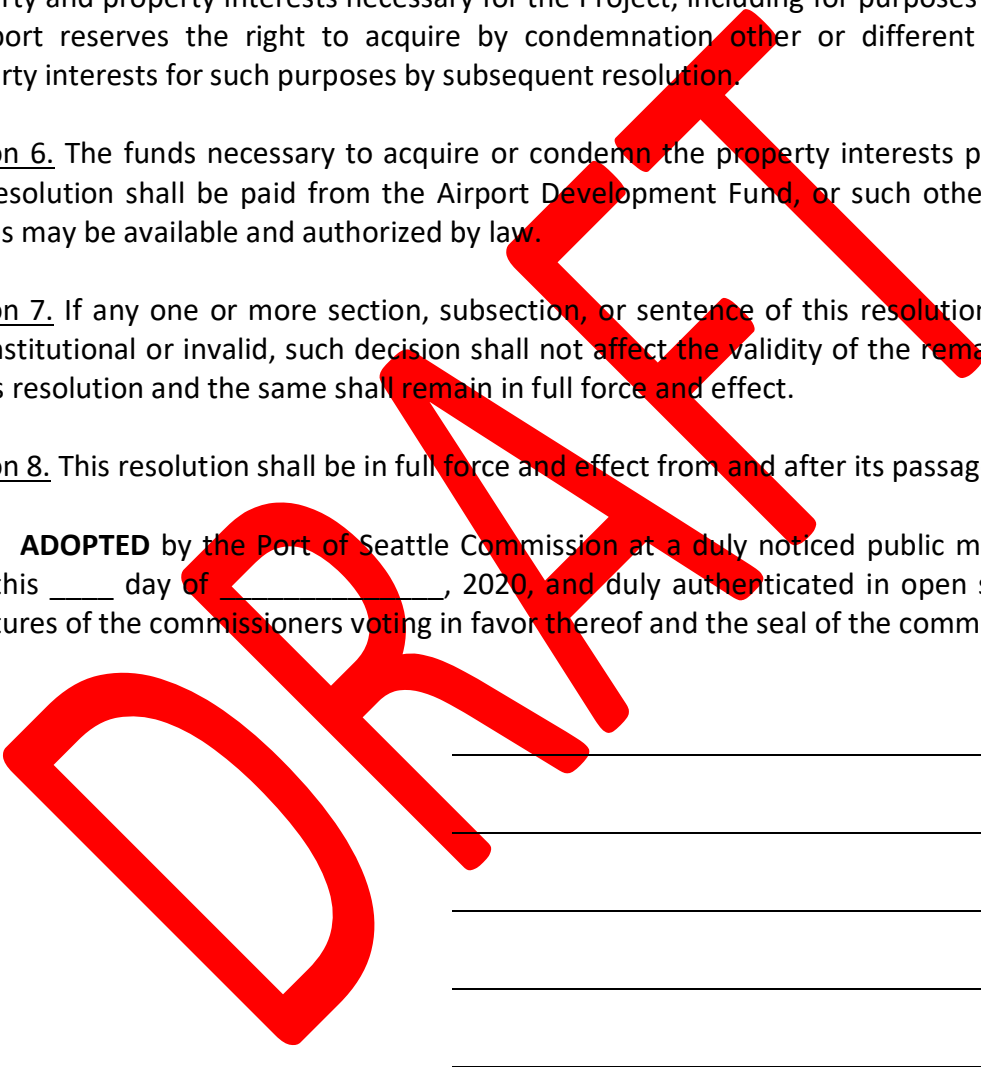 rty and property interests necessary for the Project, including for purposes
port reserves the right to acquire by condemnation other or different
rty interests for such purposes by subsequent resolution.
on 6. The funds necessary to acquire or condemn the property interests p
resolution shall be paid from the Airport Development Fund, or such othe
s may be available and authorized by law.
on 7. If any one or more section, subsection, or sentence of this resolution
nstitutional or invalid, such decision shall not affect the validity of the rema
s resolution and the same shall remain in full force and effect.
on 8. This resolution shall be in full force and effect from and after its passag
ADOPTED by the Port of Seattle Commission at a duly noticed public m
this ____ day of ______________, 2020, and duly authenticated in open s
tures of the commissioners voting in favor thereof and the seal of the comm
DRAFT